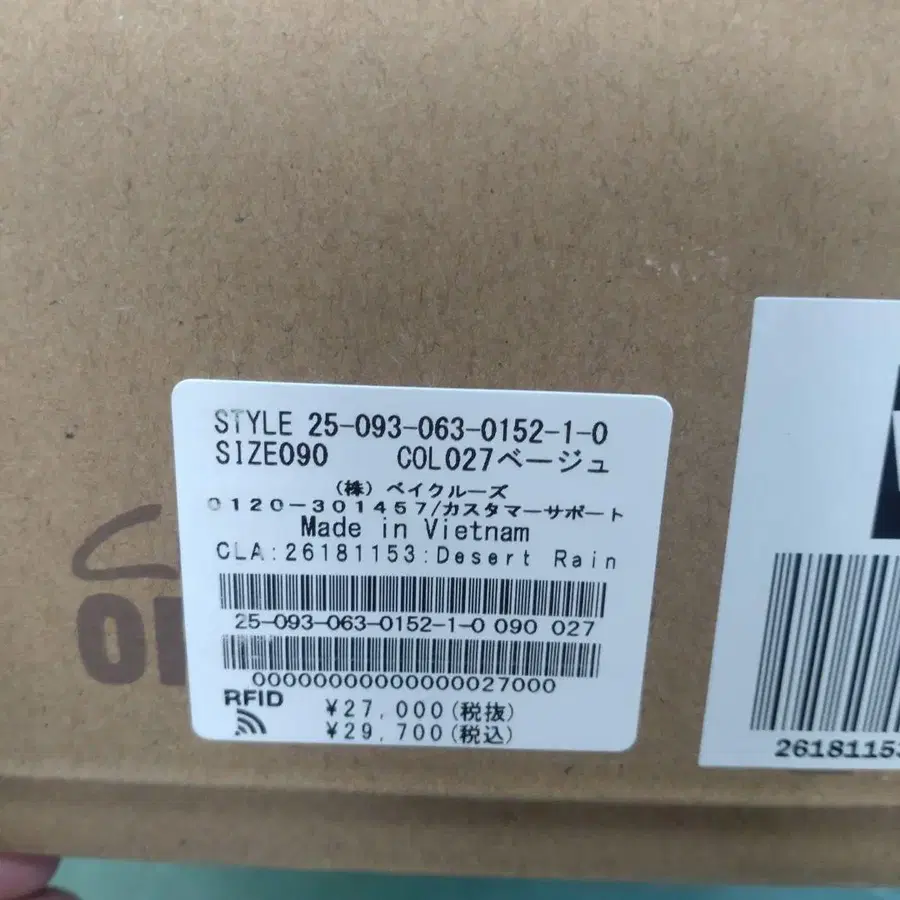 STYLE 25-093-063-0152-1-0
SIZE090 COL027ベージュ
(株) ベイクルーズ
0120-301457/カスタマーサポート
Made in Vietnam
CLA:26181153:Desert Rain
25-093-063-0152-1-0 090 027
000000000000000027000
RFID
¥27,000(税抜)
¥29,700(税込)
26181153